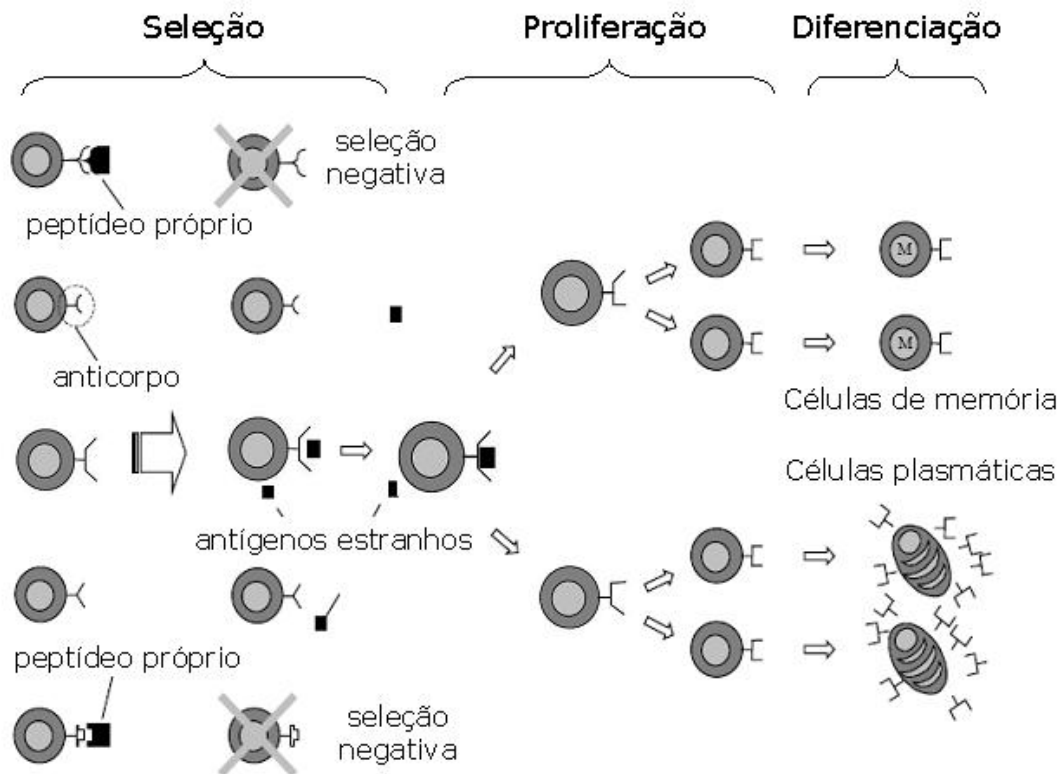 Seleção
Proliferação
Diferenciação
seleção
negativa
peptídeo próprio
anticorpo
M
M
Células de memória
Células plasmáticas
antígenos estranhos
peptídeo próprio
seleção
negativa